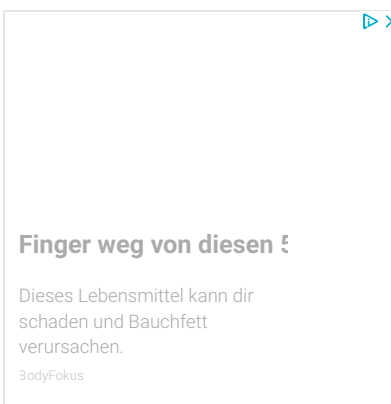 Finger weg von diesen 5
Dieses Lebensmittel kann dir
schaden und Bauchfett
verursachen.
BodyFokus